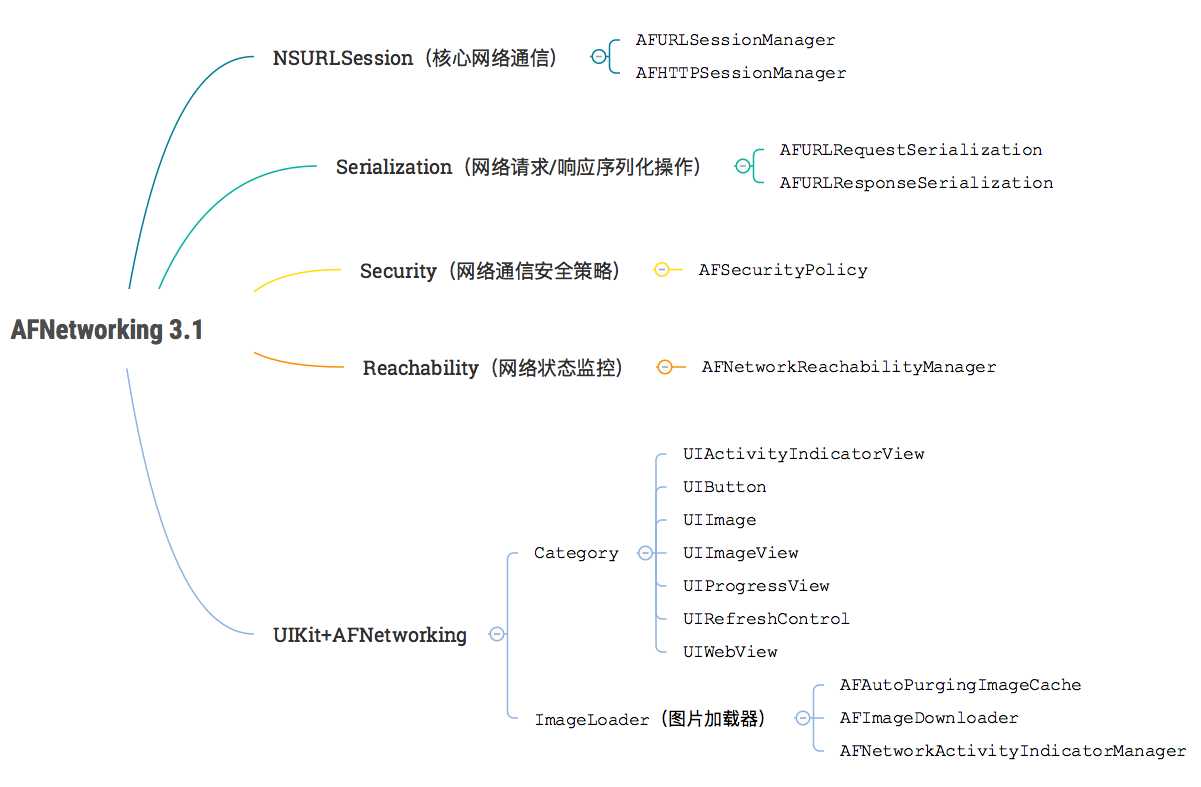 NSURLSession（核心网络通信）
AFURLSessionManager
AFHTTPSessionManager
Serialization（网络请求/响应序列化操作）
AFURLRequestSerialization
AFURLResponseSerialization
Security（网络通信安全策略）
AFSecurityPolicy
AFNetworking 3.1
Reachability（网络状态监控）
AFNetworkReachabilityManager
UIKit+AFNetworking
Category
UIActivityIndicatorView
UIButton
UIImage
UIImageView
UIProgressView
UIRefreshControl
UIWebView
ImageLoader（图片加载器）
AFAutoPurgingImageCache
AFImageDownloader
AFNetworkActivityIndicatorManager